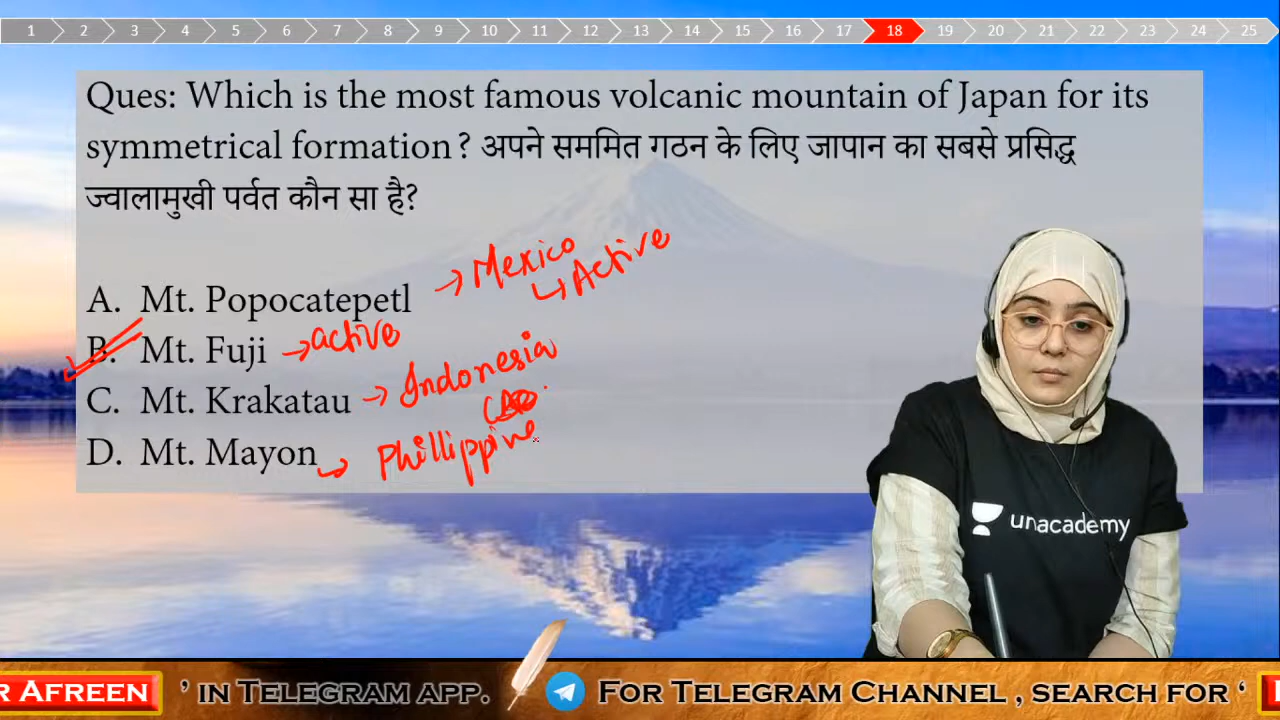 1 2 3 4 5 6 7 8 9 10 11 12 13 14 15 16 17 18 19 20 21 22 23 24 25
Ques: Which is the most famous volcanic mountain of Japan for its
symmetrical formation? अपने सममित गठन के लिए जापान का सबसे प्रसिद्ध
ज्वालामुखी पर्वत कौन सा है?
A. Mt. Popocatepetl → Mexico
↳ Active
B. Mt. Fuji → active
C. Mt. Krakatau → Indonesia
D. Mt. Mayon → Phillippine
unacademy
R AFREEN ' IN TELEGRAM APP. FOR TELEGRAM CHANNEL , SEARCH FOR '